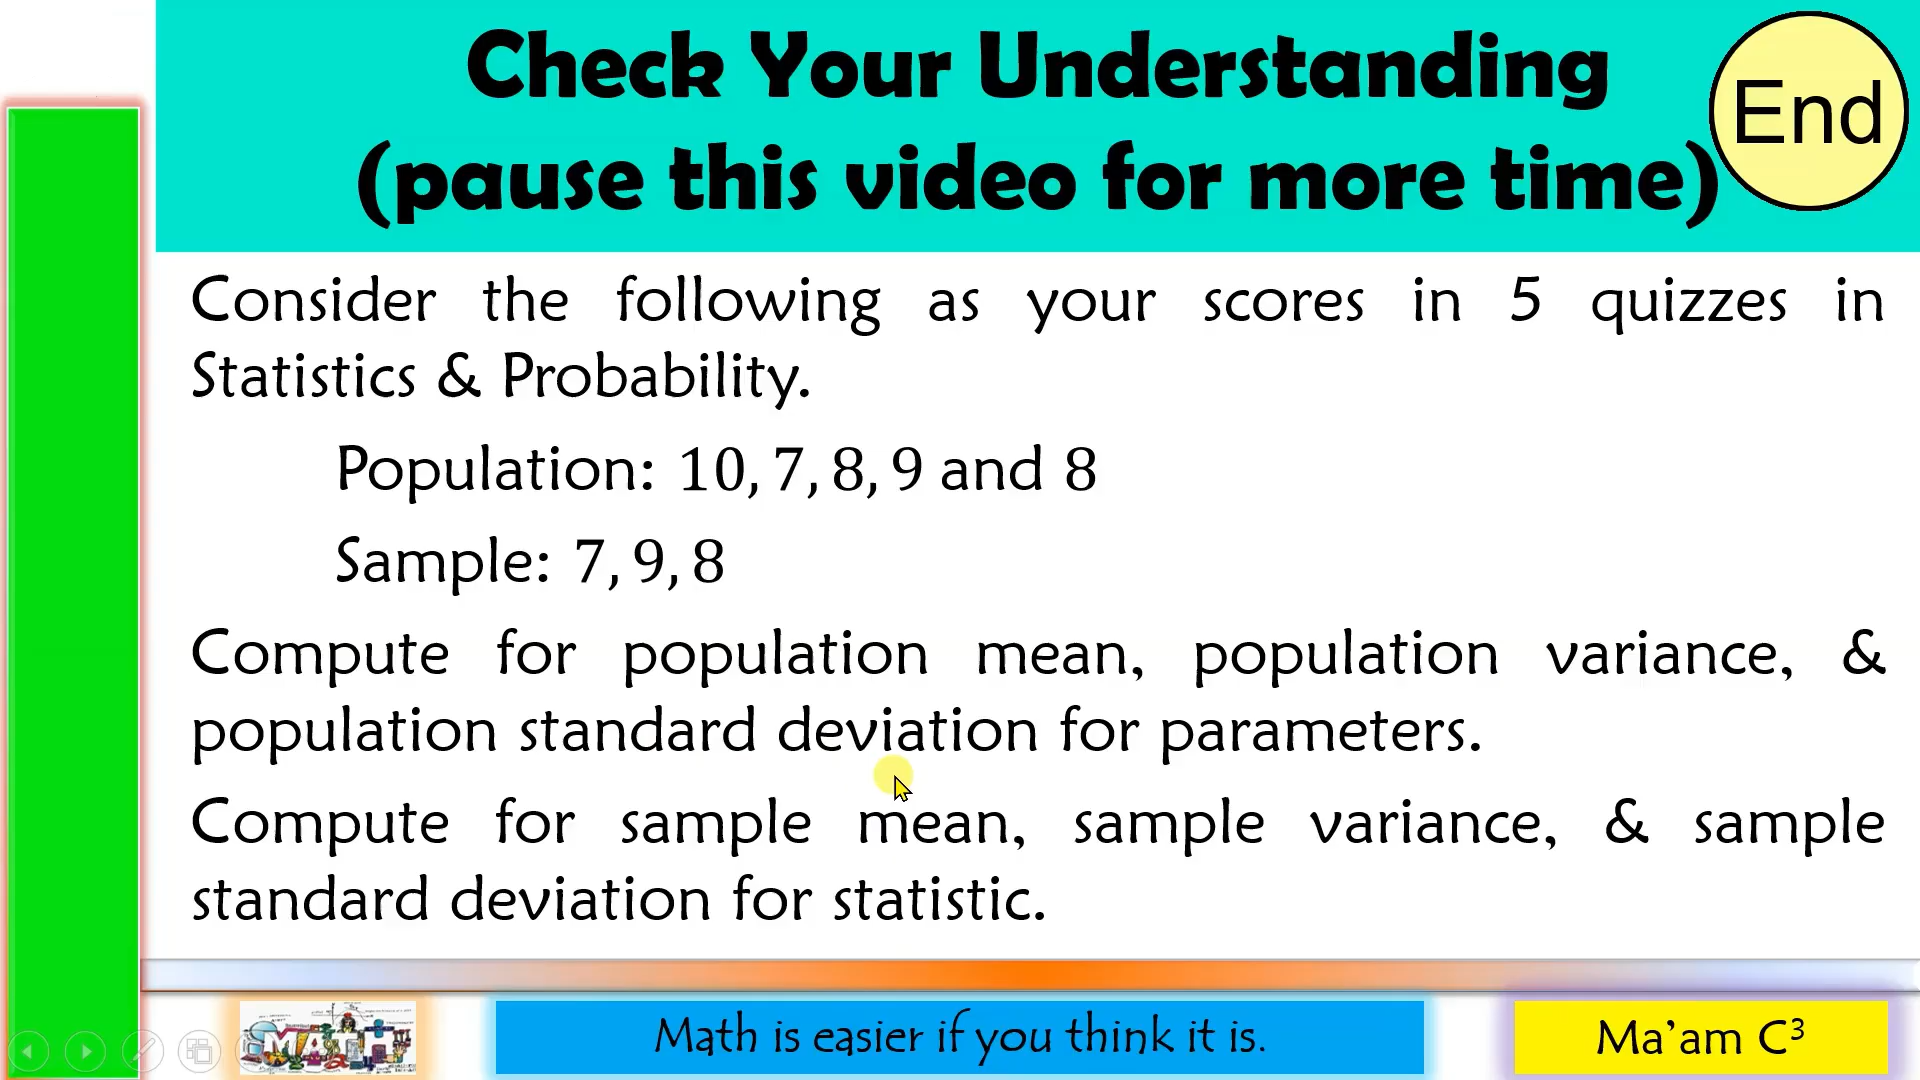 Check Your Understanding
(pause this video for more time)
End
Consider the following as your scores in 5 quizzes in
Statistics & Probability.
Population: 10, 7, 8, 9 and 8
Sample: 7, 9, 8
Compute for population mean, population variance, &
population standard deviation for parameters.
Compute for sample mean, sample variance, & sample
standard deviation for statistic.
MATH
Math is easier if you think it is.
Ma'am C³